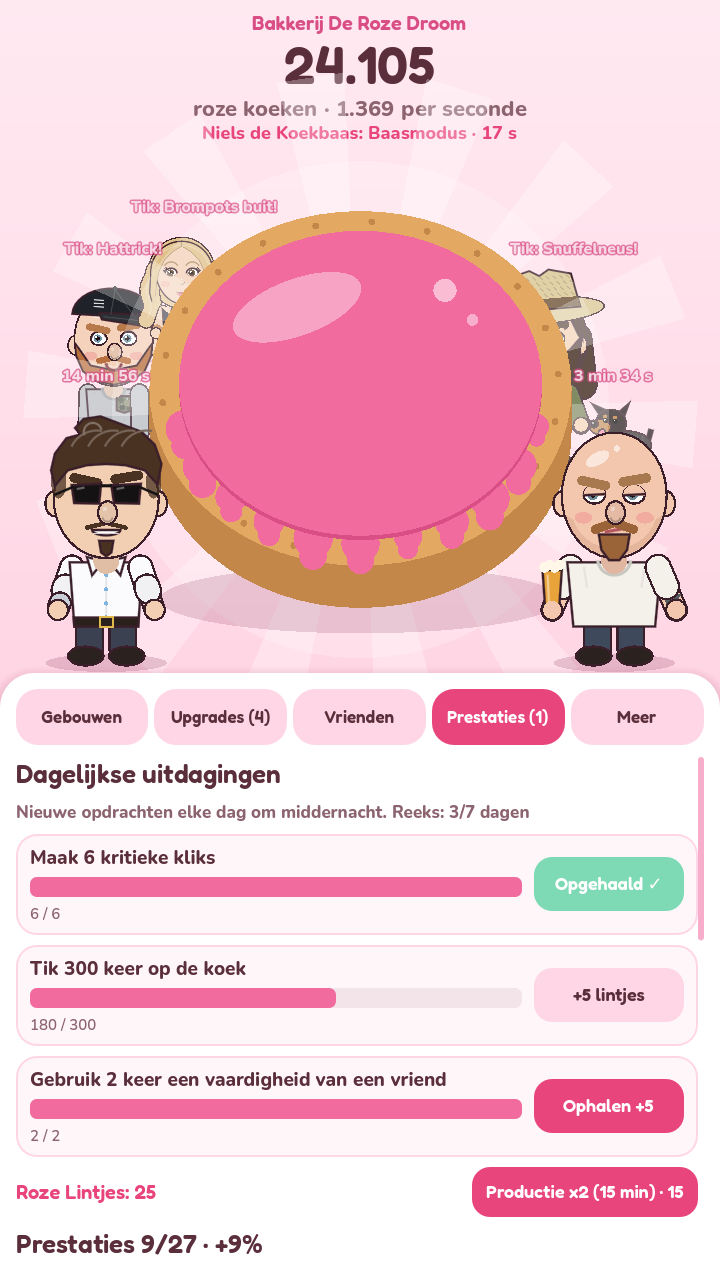 Bakkerij De Roze Droom
24.105
roze koeken · 1.369 per seconde
Niels de Koekbaas: Baasmodus · 17 s
Tik: Brompots buit!
Tik: Hattrick!
Tik: Snuffelneus!
14 min 56 s
3 min 34 s
Gebouwen
Upgrades (4)
Vrienden
Prestaties (1)
Meer
Dagelijkse uitdagingen
Nieuwe opdrachten elke dag om middernacht. Reeks: 3/7 dagen
Maak 6 kritieke kliks
6 / 6
Opgehaald ✓
Tik 300 keer op de koek
180 / 300
+5 lintjes
Gebruik 2 keer een vaardigheid van een vriend
2 / 2
Ophalen +5
Roze Lintjes: 25
Productie x2 (15 min) · 15
Prestaties 9/27 · +9%